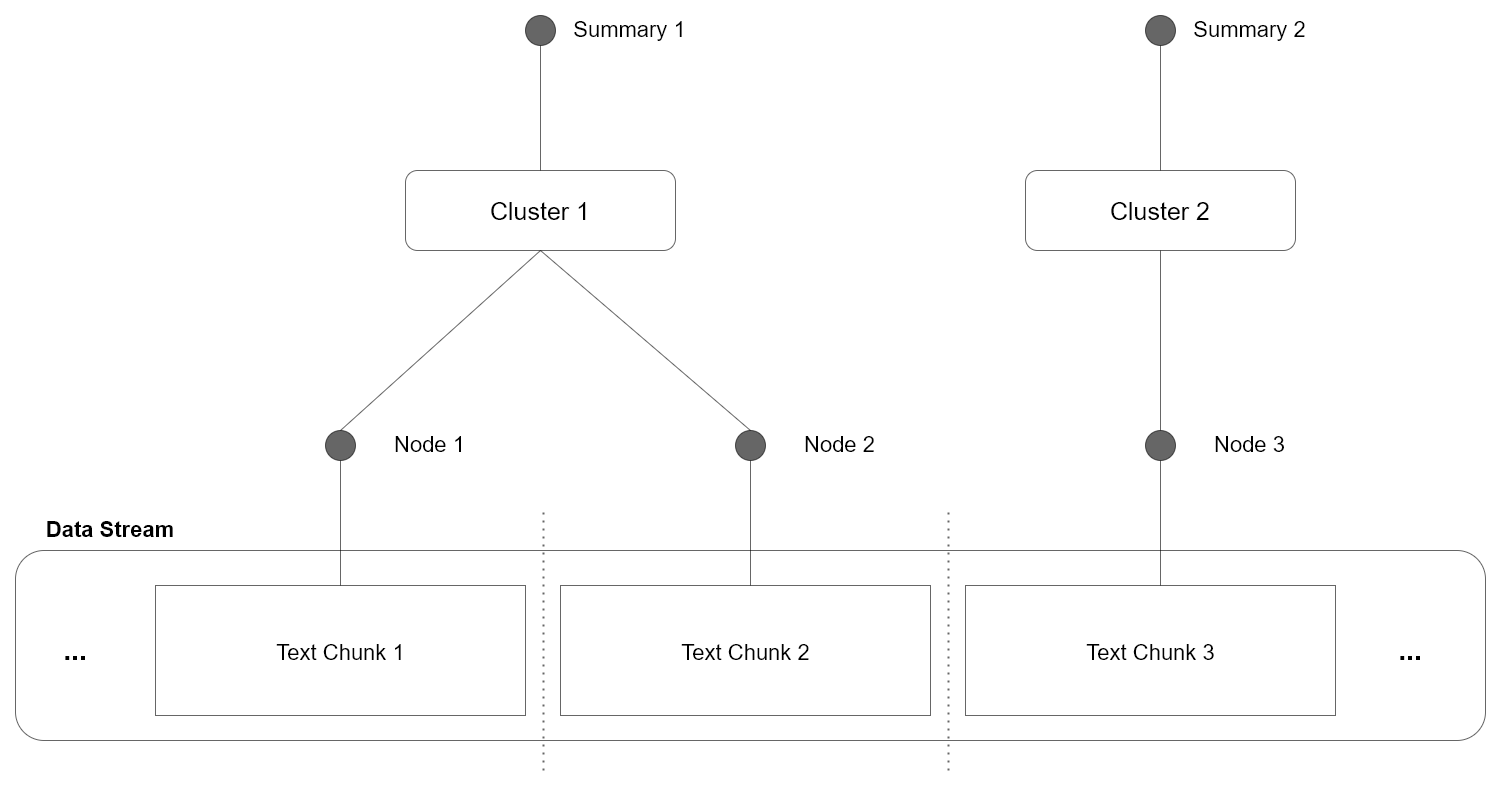 Summary 1
Summary 2
Cluster 1
Cluster 2
Node 1
Node 2
Node 3
Data Stream
...
Text Chunk 1
Text Chunk 2
Text Chunk 3
...